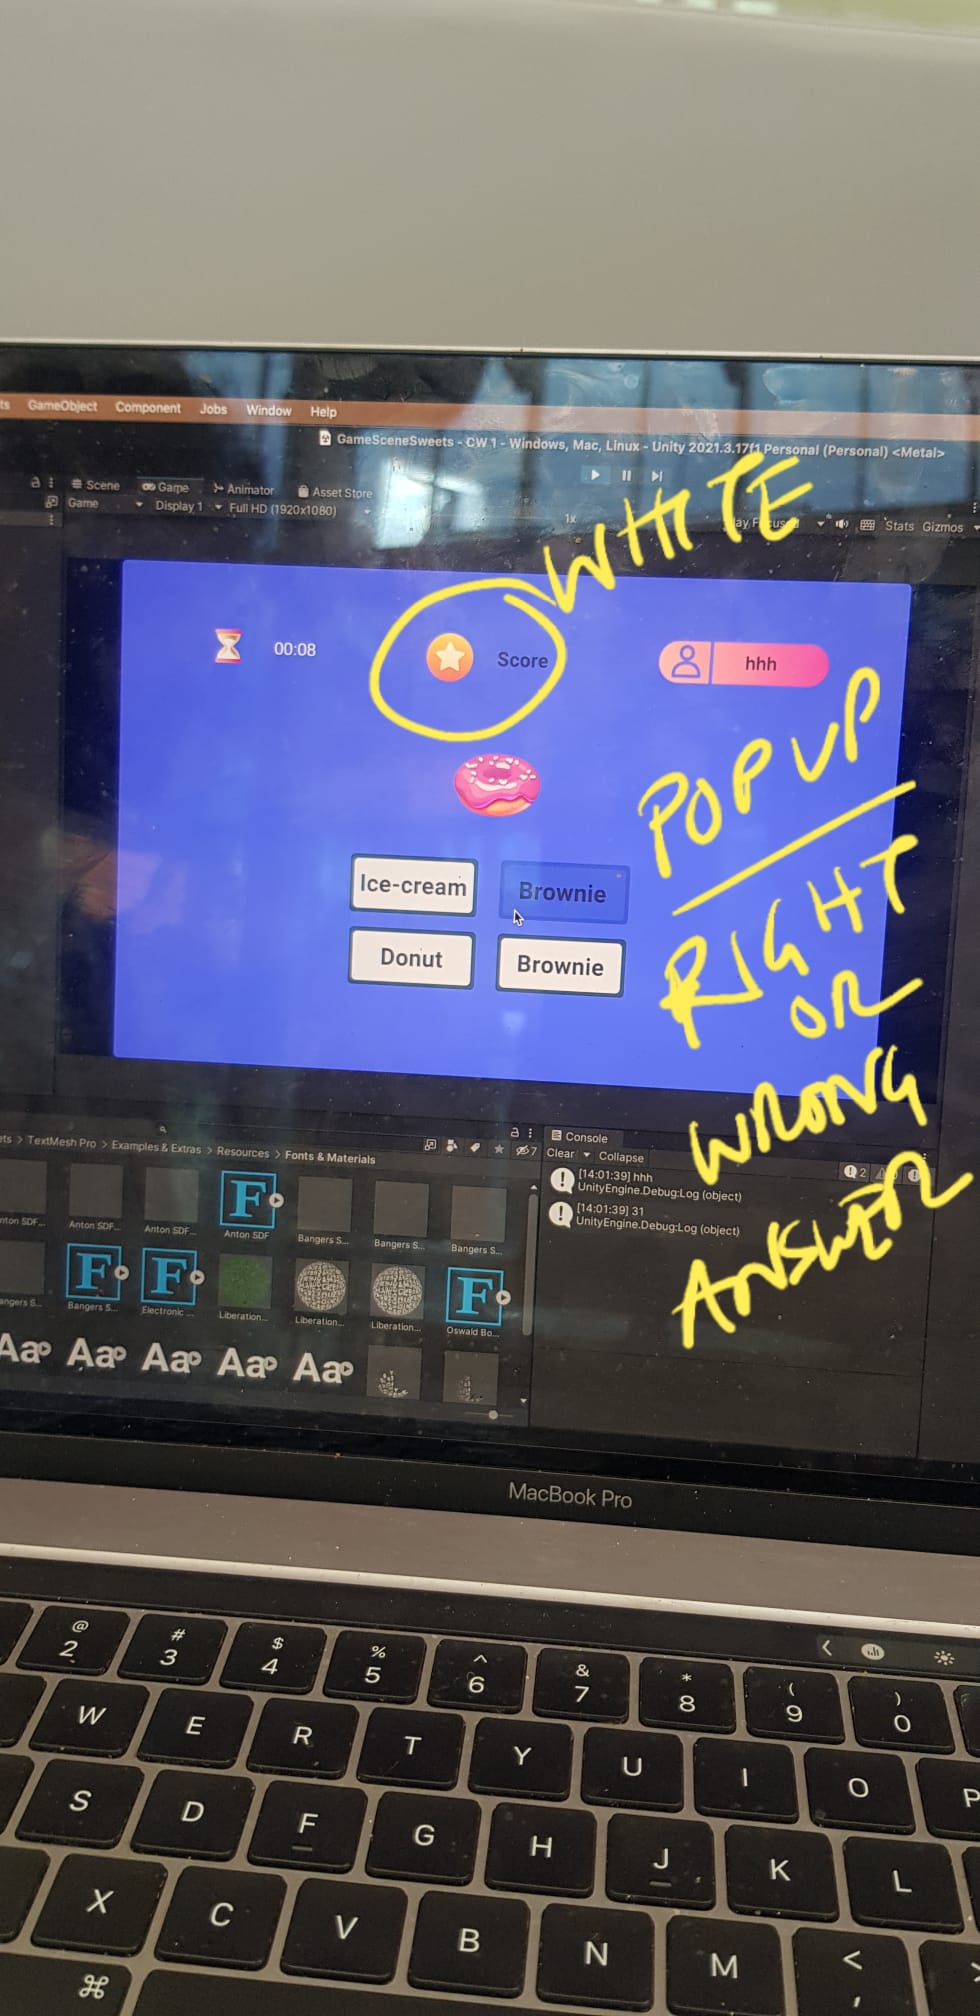 ts GameObject Component Jobs Window Help
GameSceneSweets - CW 1 - Windows, Mac, Linux - Unity 2021.3.17f1 Personal (Personal) <Metal>
Scene Game Animator Asset Store
Game Display 1 Full HD (1920x1080) 1x Stats Gizmos
WHITE
00:08 Score hhh
POPUP
RIGHT
OR
WRONG
ANSWER
Ice-cream Brownie
Donut Brownie
ets > TextMesh Pro > Examples & Extras > Resources > Fonts & Materials
7
Console
Clear Collapse 2
[14:01:39] hhh
UnityEngine.Debug:Log (object)
[14:01:39] 31
UnityEngine.Debug:Log (object)
nton SDF... Anton SDF... Anton SDF... Anton SDF Bangers S... Bangers S... Bangers S...
angers S... Bangers S... Electronic ... Liberation... Liberation... Liberation... Oswald Bo...
Aa Aa Aa Aa Aa
MacBook Pro
@ # $ % ^ & * ( )
2 3 4 5 6 7 8 9 0
W E R T Y U I O P
S D F G H J K L
X C V B N M <
⌘ ,